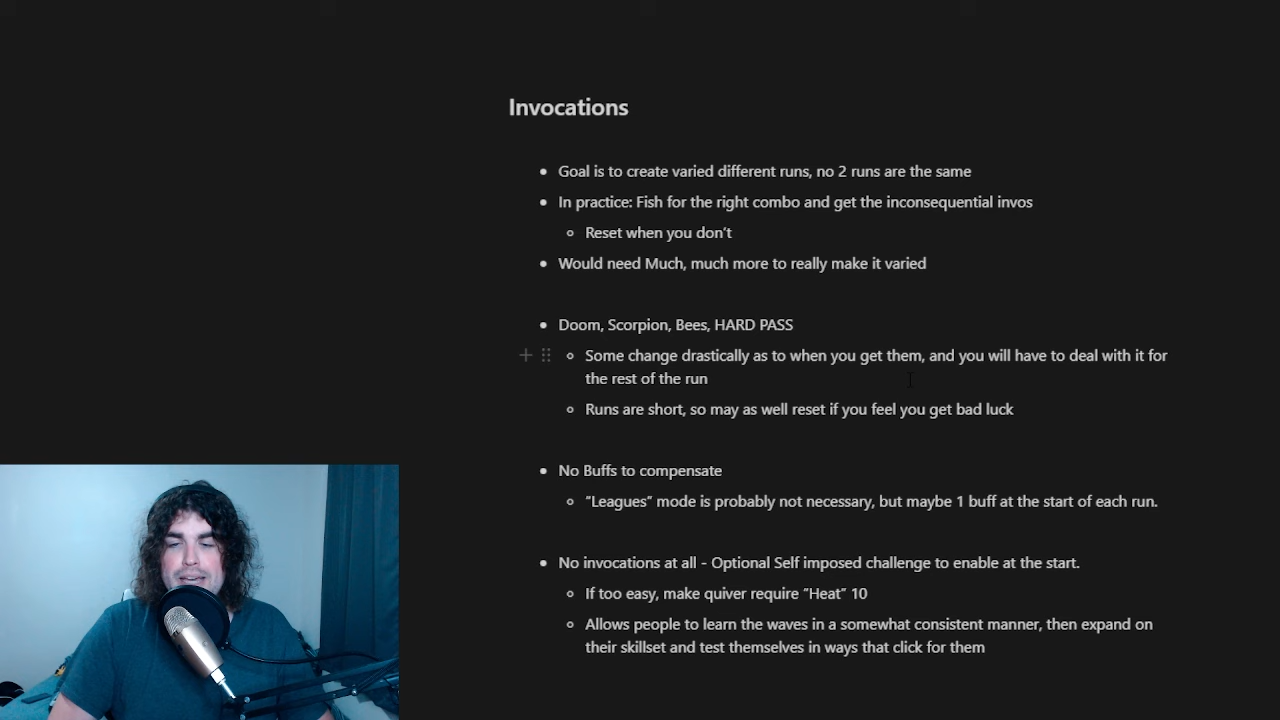 Invocations
Goal is to create varied different runs, no 2 runs are the same
In practice: Fish for the right combo and get the inconsequential invos
Reset when you don't
Would need Much, much more to really make it varied
Doom, Scorpion, Bees, HARD PASS
Some change drastically as to when you get them, and you will have to deal with it for
the rest of the run
Runs are short, so may as well reset if you feel you get bad luck
No Buffs to compensate
"Leagues" mode is probably not necessary, but maybe 1 buff at the start of each run.
No invocations at all - Optional Self imposed challenge to enable at the start.
If too easy, make quiver require "Heat" 10
Allows people to learn the waves in a somewhat consistent manner, then expand on
their skillset and test themselves in ways that click for them